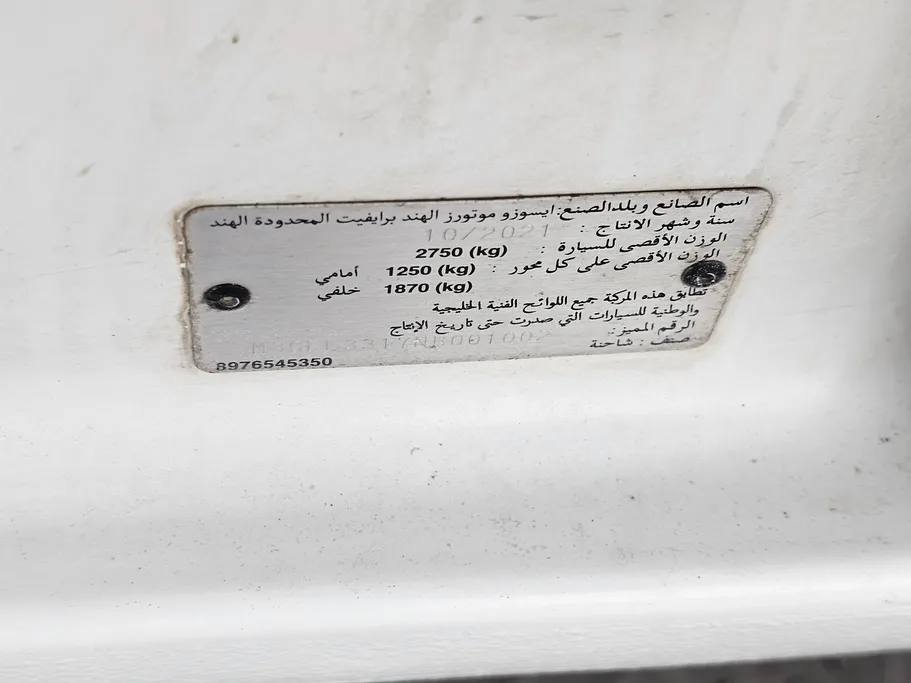 اسم الصانع وبلد الصنع: ايسوزو موتورز الهند برايفيت المحدودة الهند
سنة وشهر الانتاج : 10/2021
الوزن الأقصى للسيارة : 2750 (kg)
الوزن الأقصى على كل محور : 1250 (kg) أمامي
1870 (kg) خلفي
تطابق هذه المركبة جميع اللوائح الفنية الخليجية
والوطنية للسيارات التي صدرت حتى تاريخ الإنتاج
الرقم المميز:
صنف : شاحنة
8976545350